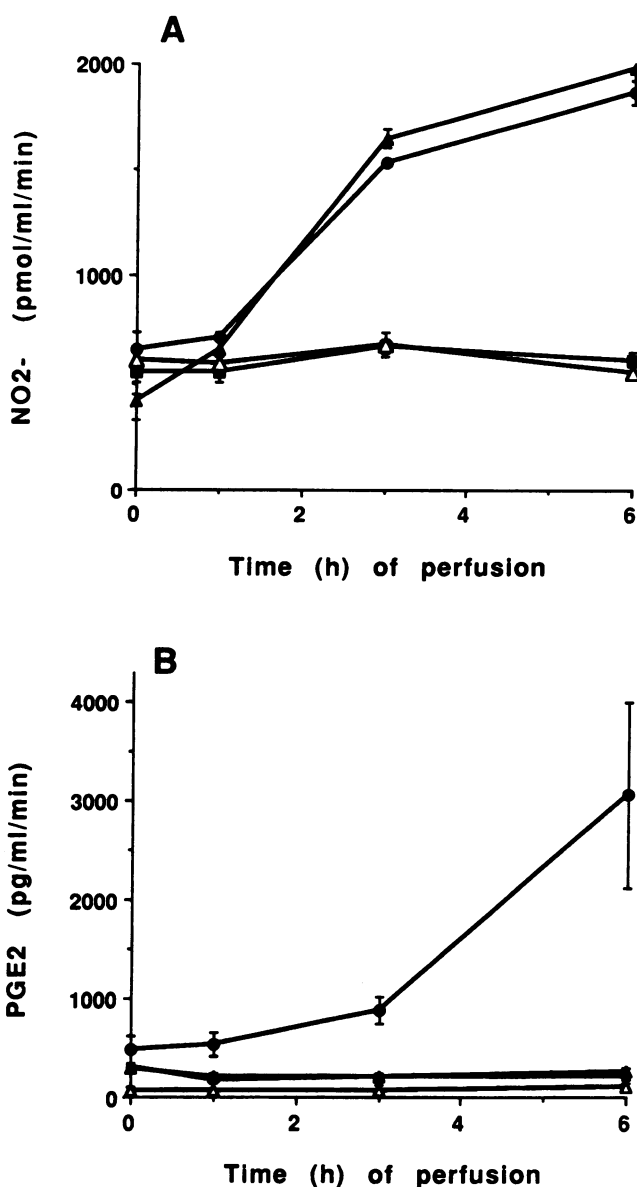 A
2000
1000
0
NO2- (pmol/ml/min)
0 2 4 6
Time (h) of perfusion
B
4000
3000
2000
1000
0
PGE2 (pg/ml/min)
0 2 4 6
Time (h) of perfusion